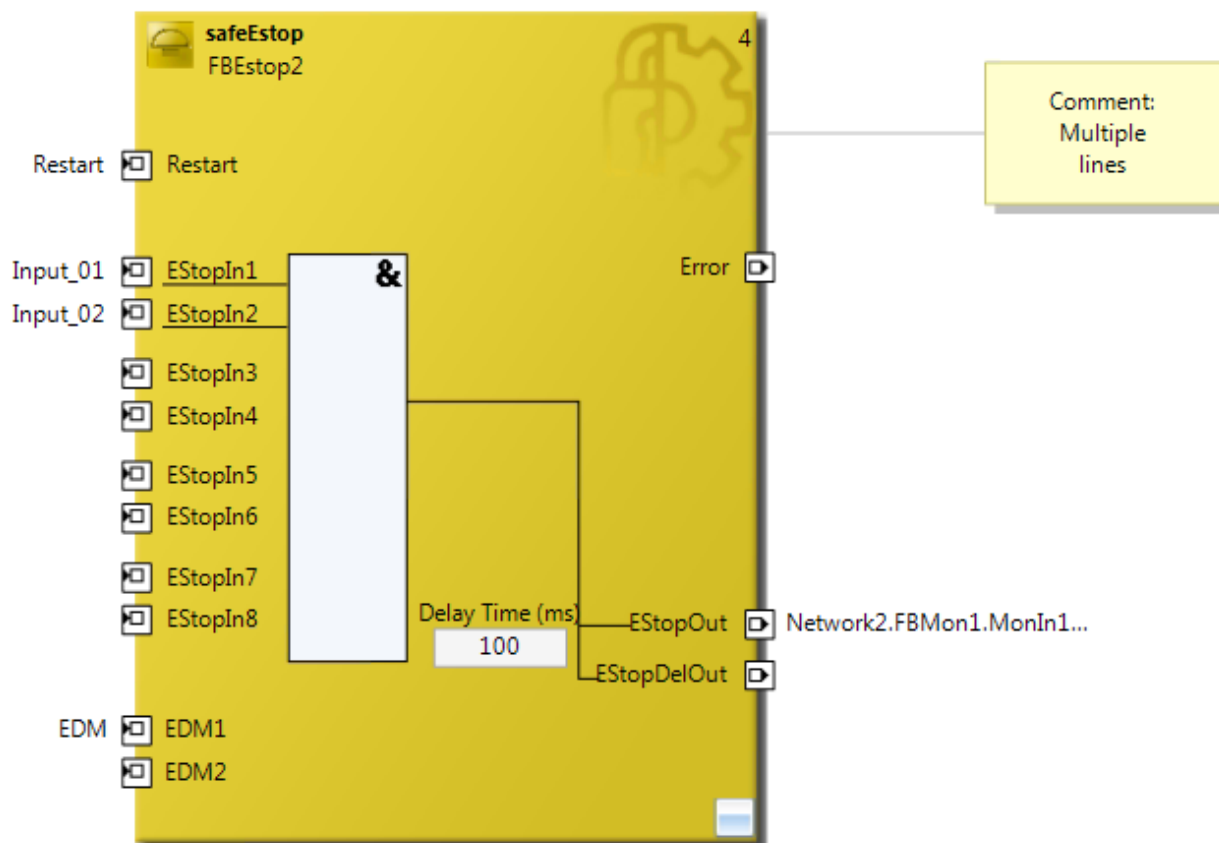 safeEstop
4
FBEstop2
Comment:
Multiple
lines
Restart
Restart
Input_01
EStopIn1
&
Error
Input_02
EStopIn2
EStopIn3
EStopIn4
EStopIn5
EStopIn6
EStopIn7
EStopIn8
Delay Time (ms)
100
EStopOut
Network2.FBMon1.MonIn1...
EStopDelOut
EDM
EDM1
EDM2